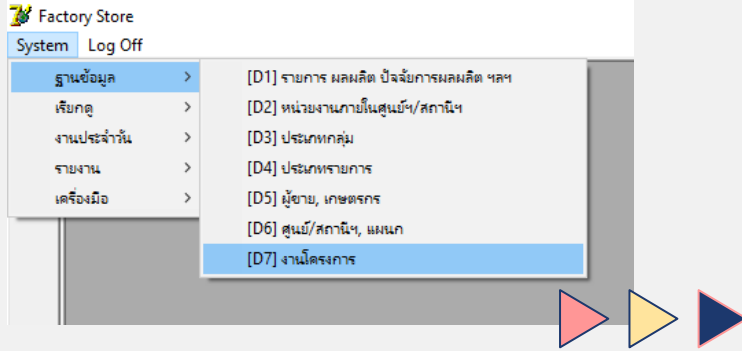 Factory Store
System Log Off
ฐานข้อมูล
เรียกดู
งานประจำวัน
รายงาน
เครื่องมือ
[D1] รายการ ผลผลิต ปัจจัยการผลผลิต ฯลฯ
[D2] หน่วยงานภายในศูนย์ฯ/สถานีฯ
[D3] ประเภทกลุ่ม
[D4] ประเภทรายการ
[D5] ผู้ขาย, เกษตรกร
[D6] ศูนย์/สถานีฯ, แผนก
[D7] งานโครงการ